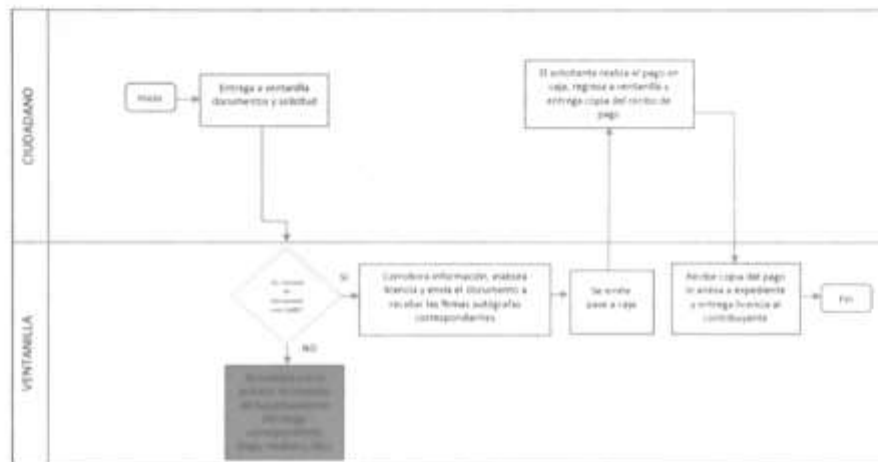 CIUDADANO
Inicio
Entrega a ventanilla
documentos y solicitud
El solicitante realiza el pago en
caja, regresa a ventanilla y
entrega copia del recibo de
pago
VENTANILLA
SI
Corrobora información, elabora
licencia y envía el documento a
recabar las firmas autógrafas
correspondientes
Se emite
pase a caja
Recibe copia del pago
lo anexa a expediente
y entrega licencia al
contribuyente
Fin
NO